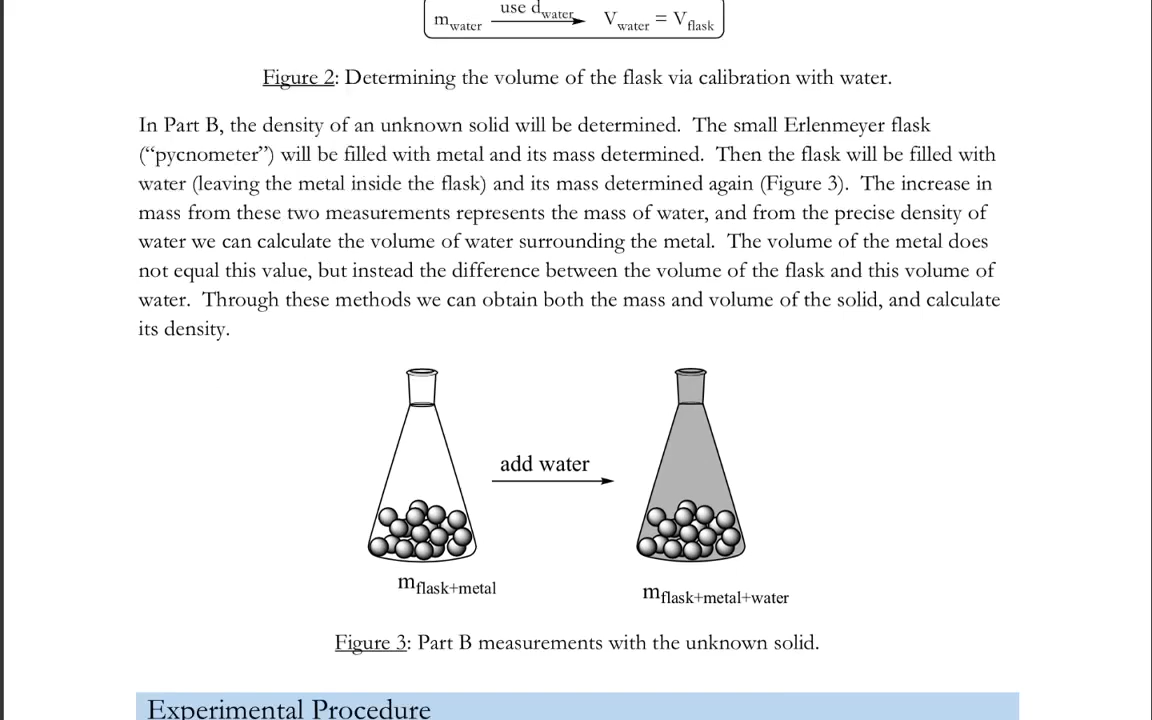 m water use d water V water = V flask
Figure 2: Determining the volume of the flask via calibration with water.
In Part B, the density of an unknown solid will be determined. The small Erlenmeyer flask
(“pycnometer”) will be filled with metal and its mass determined. Then the flask will be filled with
water (leaving the metal inside the flask) and its mass determined again (Figure 3). The increase in
mass from these two measurements represents the mass of water, and from the precise density of
water we can calculate the volume of water surrounding the metal. The volume of the metal does
not equal this value, but instead the difference between the volume of the flask and this volume of
water. Through these methods we can obtain both the mass and volume of the solid, and calculate
its density.
add water
m flask+metal
m flask+metal+water
Figure 3: Part B measurements with the unknown solid.
Experimental Procedure